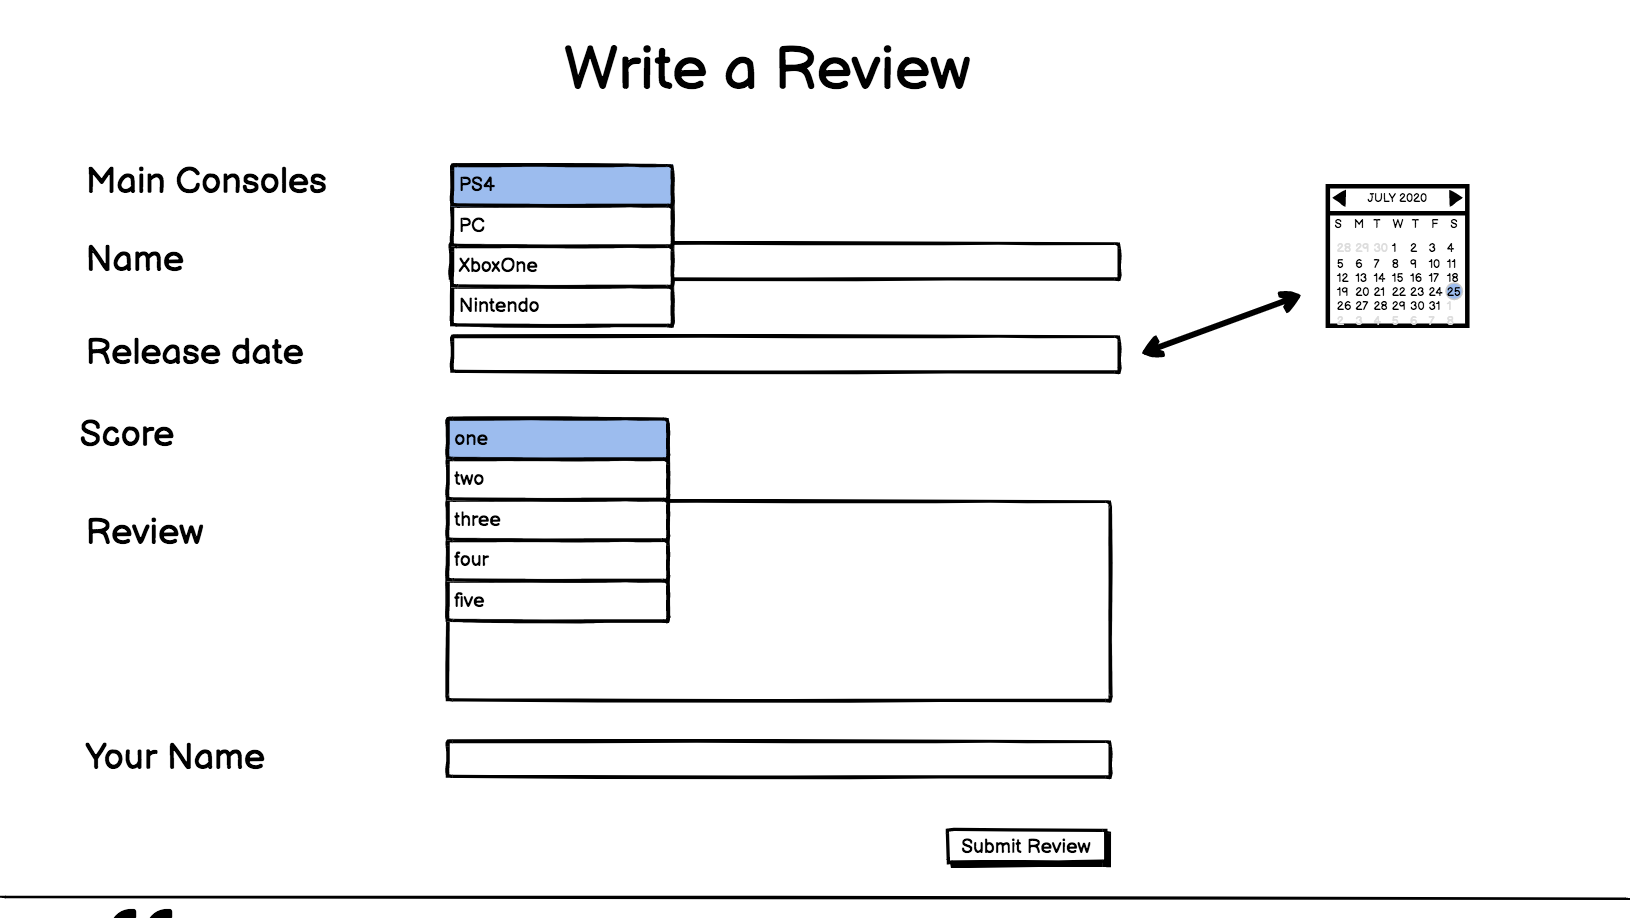 Write a Review
Main Consoles
PS4
PC
Name
XboxOne
Nintendo
Release date
JULY 2020
S M T W T F S
28 29 30 1 2 3 4
5 6 7 8 9 10 11
12 13 14 15 16 17 18
19 20 21 22 23 24 25
26 27 28 29 30 31 1
2 3 4 5 6 7 8
Score
one
two
three
Review
four
five
Your Name
Submit Review